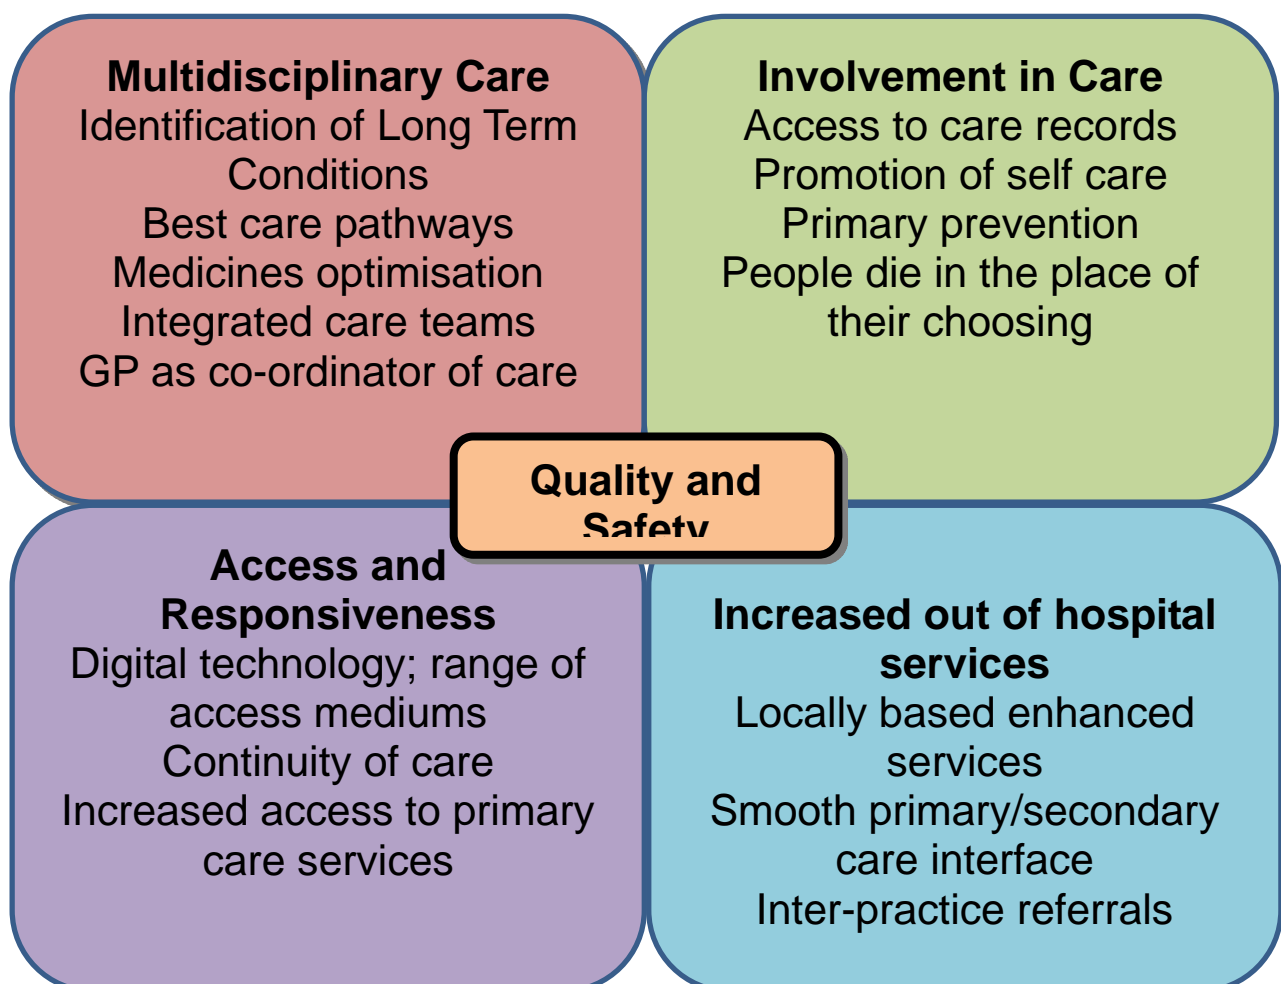 Multidisciplinary Care
Identification of Long Term
Conditions
Best care pathways
Medicines optimisation
Integrated care teams
GP as co-ordinator of care
Involvement in Care
Access to care records
Promotion of self care
Primary prevention
People die in the place of
their choosing
Quality and
Safety
Access and
Responsiveness
Digital technology; range of
access mediums
Continuity of care
Increased access to primary
care services
Increased out of hospital
services
Locally based enhanced
services
Smooth primary/secondary
care interface
Inter-practice referrals